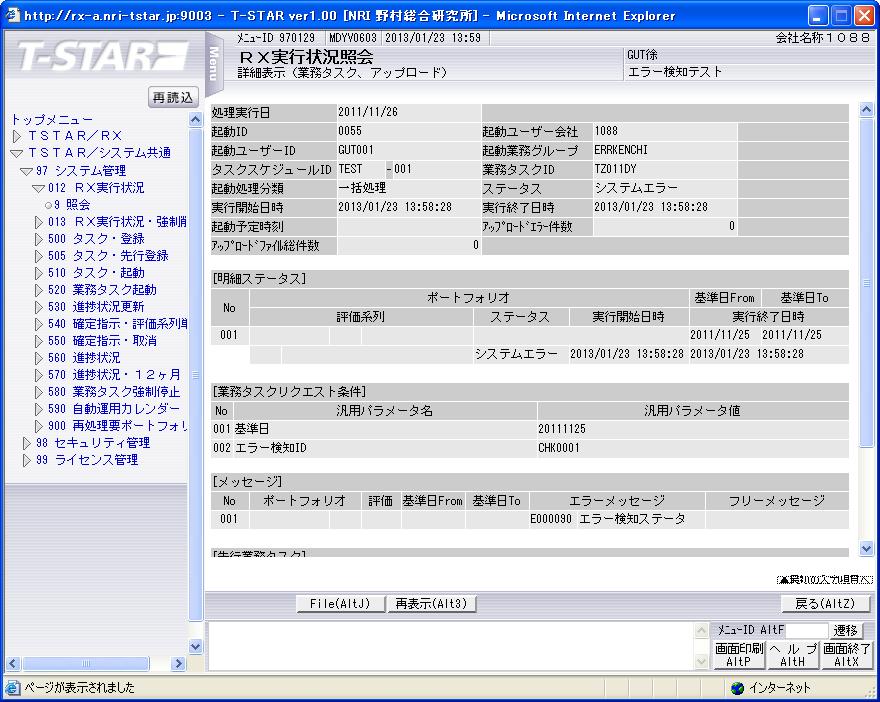 http://rx-a.nri-tstar.jp:9003 - T-STAR ver1.00 [NRI 野村総合研究所] - Microsoft Internet Explorer
T-STAR
Menu
ﾒﾆｭｰID 970129 MDYV0603 2013/01/23 13:59 会社名称１０８８
ＲＸ実行状況照会
詳細表示（業務タスク、アップロード）
GUT徐
エラー検知テスト
再読込
トップメニュー
ＴＳＴＡＲ／ＲＸ
ＴＳＴＡＲ／システム共通
97 システム管理
012 ＲＸ実行状況
9 照会
013 ＲＸ実行状況・強制
500 タスク・登録
505 タスク・先行登録
510 タスク・起動
520 業務タスク起動
530 進捗状況更新
540 確定指示・評価系列
550 確定指示・取消
560 進捗状況
570 進捗状況・１２ヶ月
580 業務タスク強制停止
590 自動運用カレンダー
900 再処理要ポートフォリ
98 セキュリティ管理
99 ライセンス管理
処理実行日 2011/11/26
起動ID 0055 起動ユーザー会社 1088
起動ユーザーID GUT001 起動業務グループ ERRKENCHI
タスクスケジュールID TEST -001 業務タスクID TZ011DY
起動処理分類 一括処理 ステータス システムエラー
実行開始日時 2013/01/23 13:58:28 実行終了日時 2013/01/23 13:58:28
起動予定時刻 ｱｯﾌﾟﾛｰﾄﾞｴﾗｰ件数 0
ｱｯﾌﾟﾛｰﾄﾞﾌｧｲﾙ総件数 0
[明細ステータス]
No ポートフォリオ 基準日From 基準日To
評価系列 ステータス 実行開始日時 実行終了日時
001 2011/11/25 2011/11/25
システムエラー 2013/01/23 13:58:28 2013/01/23 13:58:28
[業務タスクリクエスト条件]
No 汎用パラメータ名 汎用パラメータ値
001 基準日 20111125
002 エラー検知ID CHK0001
[メッセージ]
No ポートフォリオ 評価 基準日From 基準日To エラーメッセージ フリーメッセージ
001 E000090 エラー検知ステータ
[先行業務タスク]
File(AltJ) 再表示(Alt3) 戻る(AltZ)
ﾒﾆｭｰID AltF 遷移
画面印刷 AltP ヘ ル プ AltH 画面終了 AltX
ページが表示されました インターネット